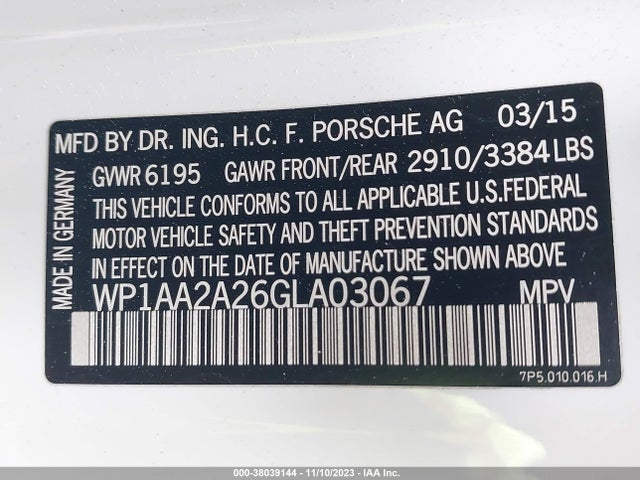 MFD BY DR. ING. H.C. F. PORSCHE AG 03/15
GVWR 6195 GAWR FRONT/REAR 2910/3384 LBS
THIS VEHICLE CONFORMS TO ALL APPLICABLE U.S.FEDERAL
MOTOR VEHICLE SAFETY AND THEFT PREVENTION STANDARDS
IN EFFECT ON THE DATE OF MANUFACTURE SHOWN ABOVE
WP1AA2A26GLA03067 MPV
MADE IN GERMANY
7P5.010.016.H
000-38039144 - 11/10/2023 - IAA Inc.